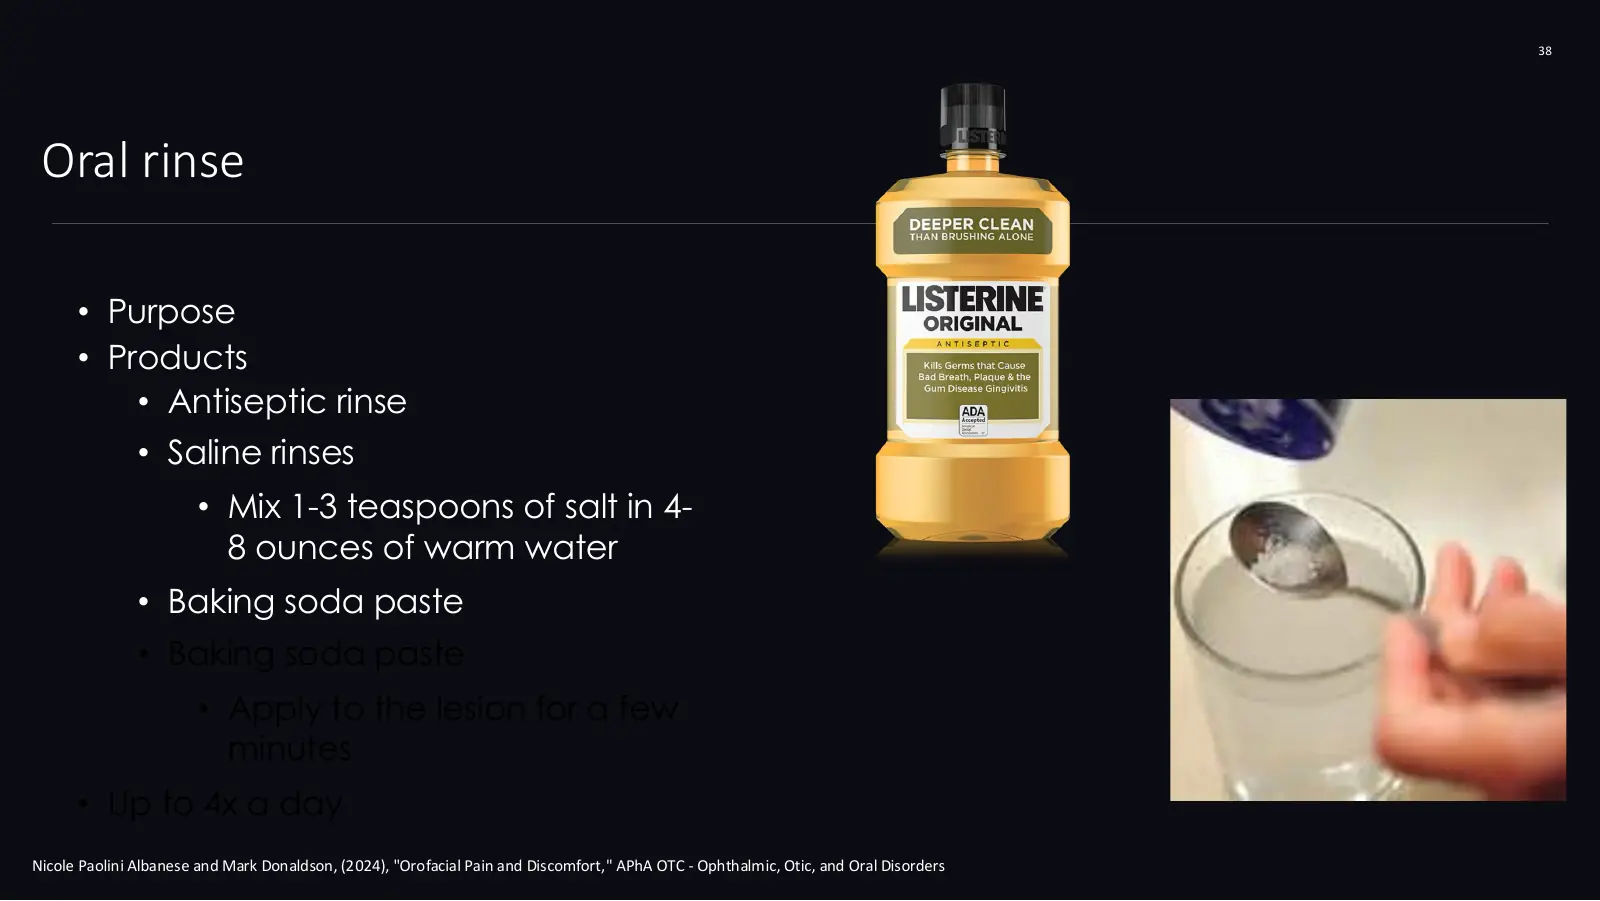 38
Oral rinse
• Purpose
• Products
• Antiseptic rinse
• Saline rinses
• Mix 1-3 teaspoons of salt in 4-
8 ounces of warm water
• Baking soda paste
• Baking soda paste
• Apply to the lesion for a few
minutes
• Up to 4x a day
LISTERINE
DEEPER CLEAN
THAN BRUSHING ALONE
LISTERINE
ORIGINAL
ANTISEPTIC
Kills Germs that Cause
Bad Breath, Plaque & the
Gum Disease Gingivitis
ADA
Accepted
Nicole Paolini Albanese and Mark Donaldson, (2024), "Orofacial Pain and Discomfort," APhA OTC - Ophthalmic, Otic, and Oral Disorders